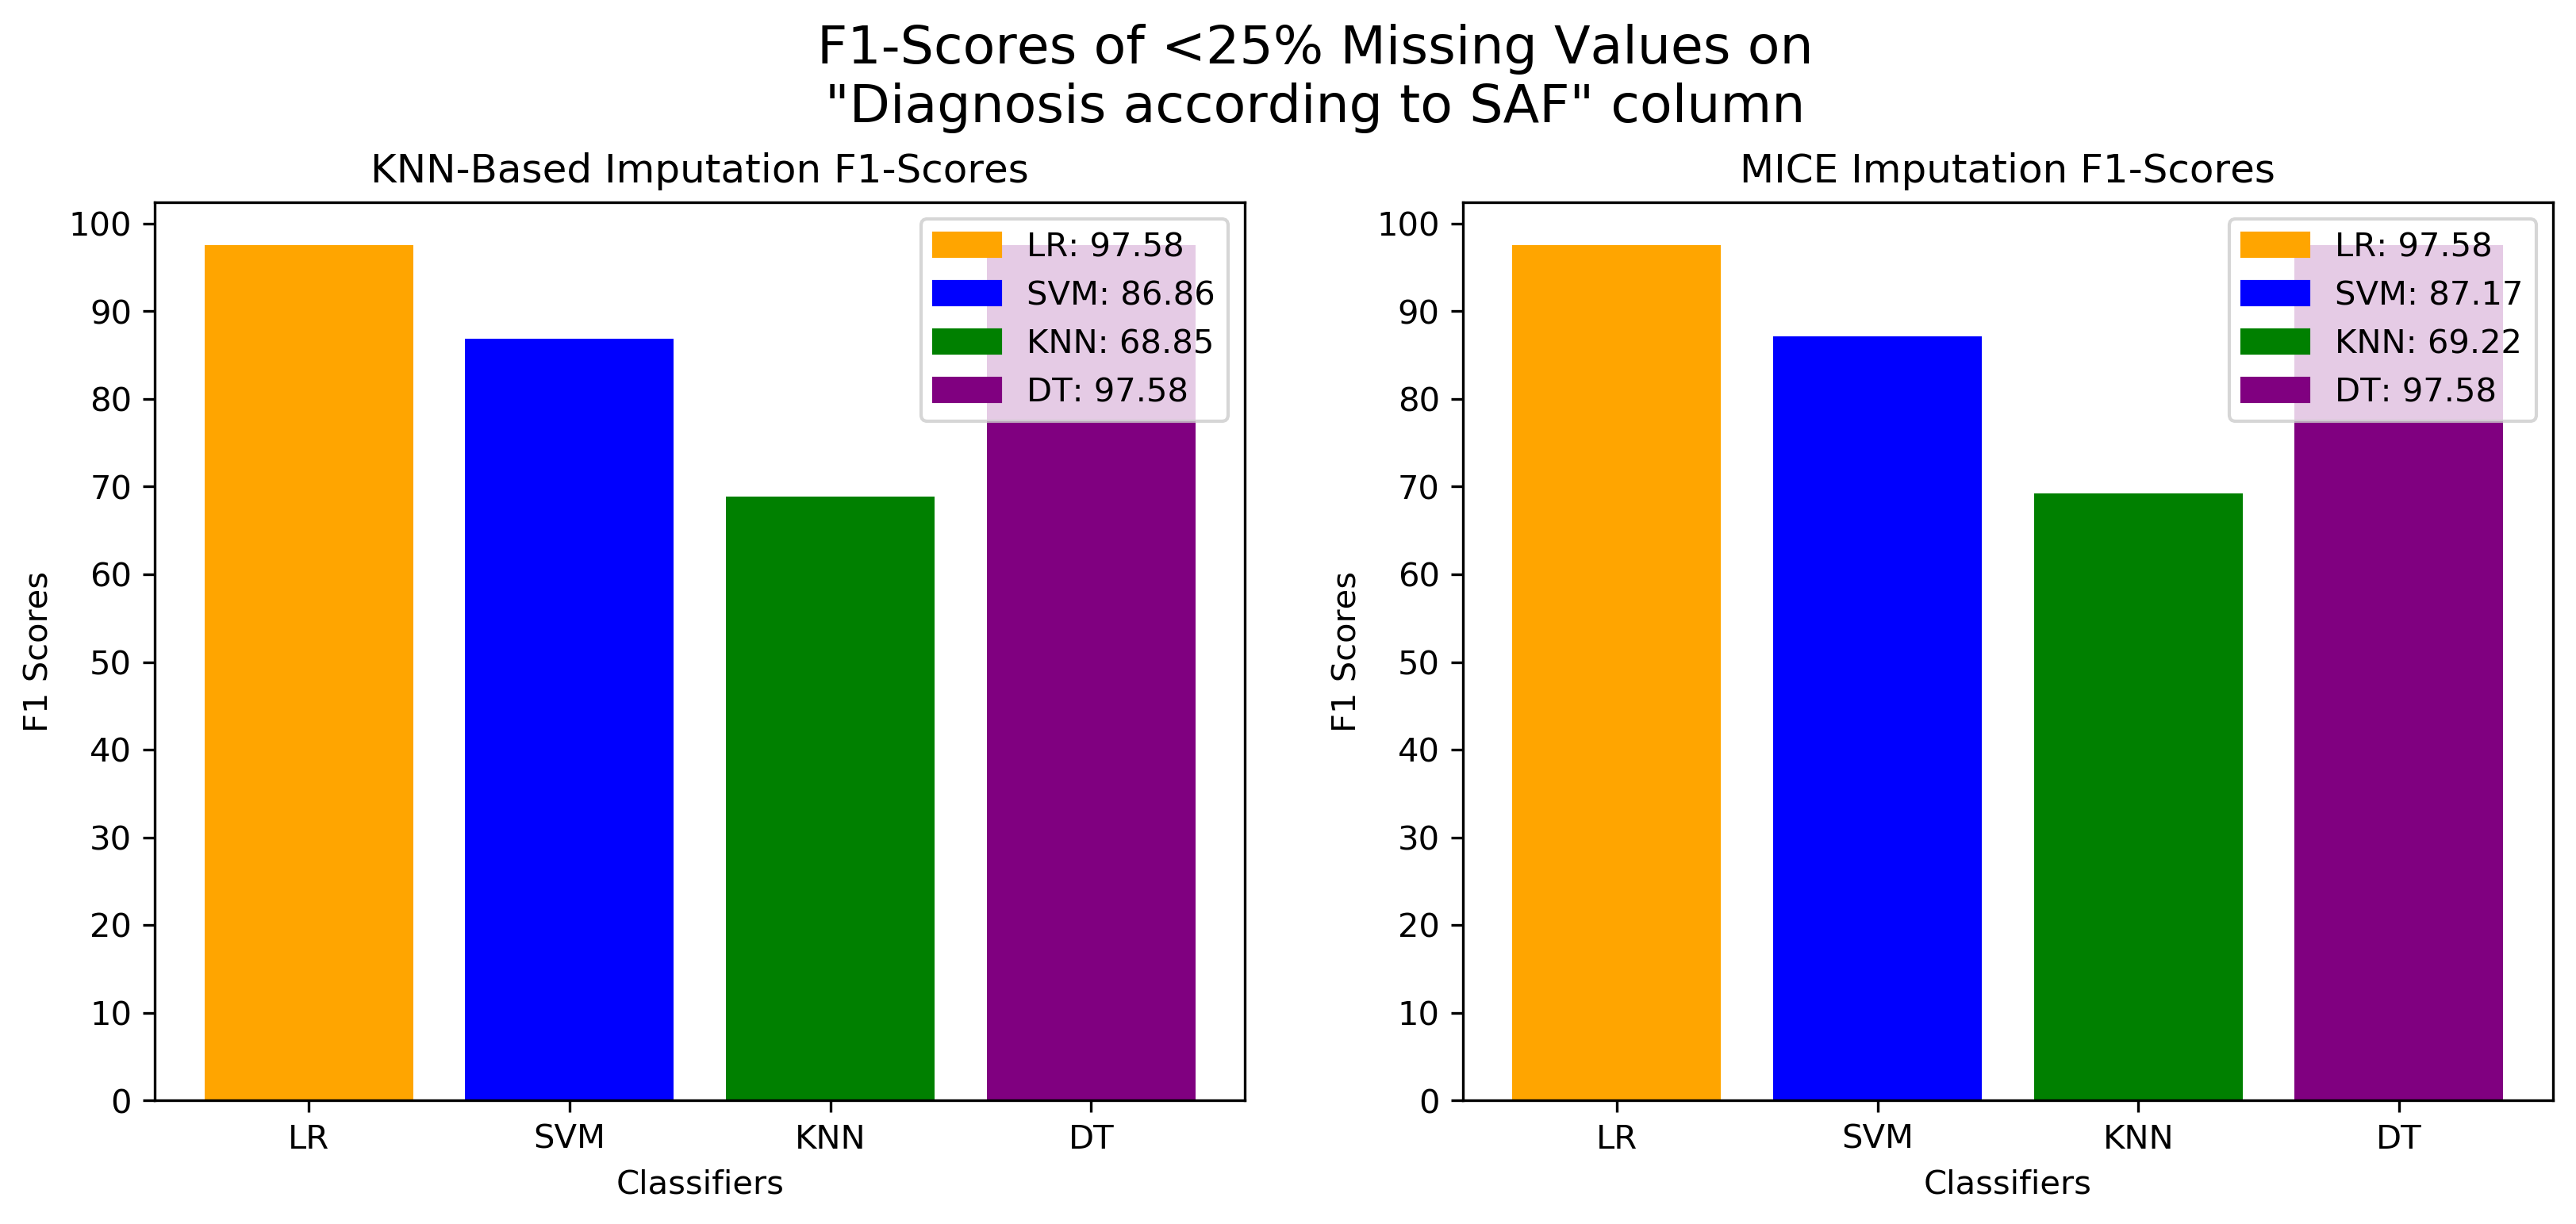 F1-Scores of <25% Missing Values on
"Diagnosis according to SAF" column
KNN-Based Imputation F1-Scores
100
90
80
70
60
50
40
30
20
10
0
F1 Scores
LR: 97.58
SVM: 86.86
KNN: 68.85
DT: 97.58
LR SVM KNN DT
Classifiers
MICE Imputation F1-Scores
100
90
80
70
60
50
40
30
20
10
0
F1 Scores
LR: 97.58
SVM: 87.17
KNN: 69.22
DT: 97.58
LR SVM KNN DT
Classifiers